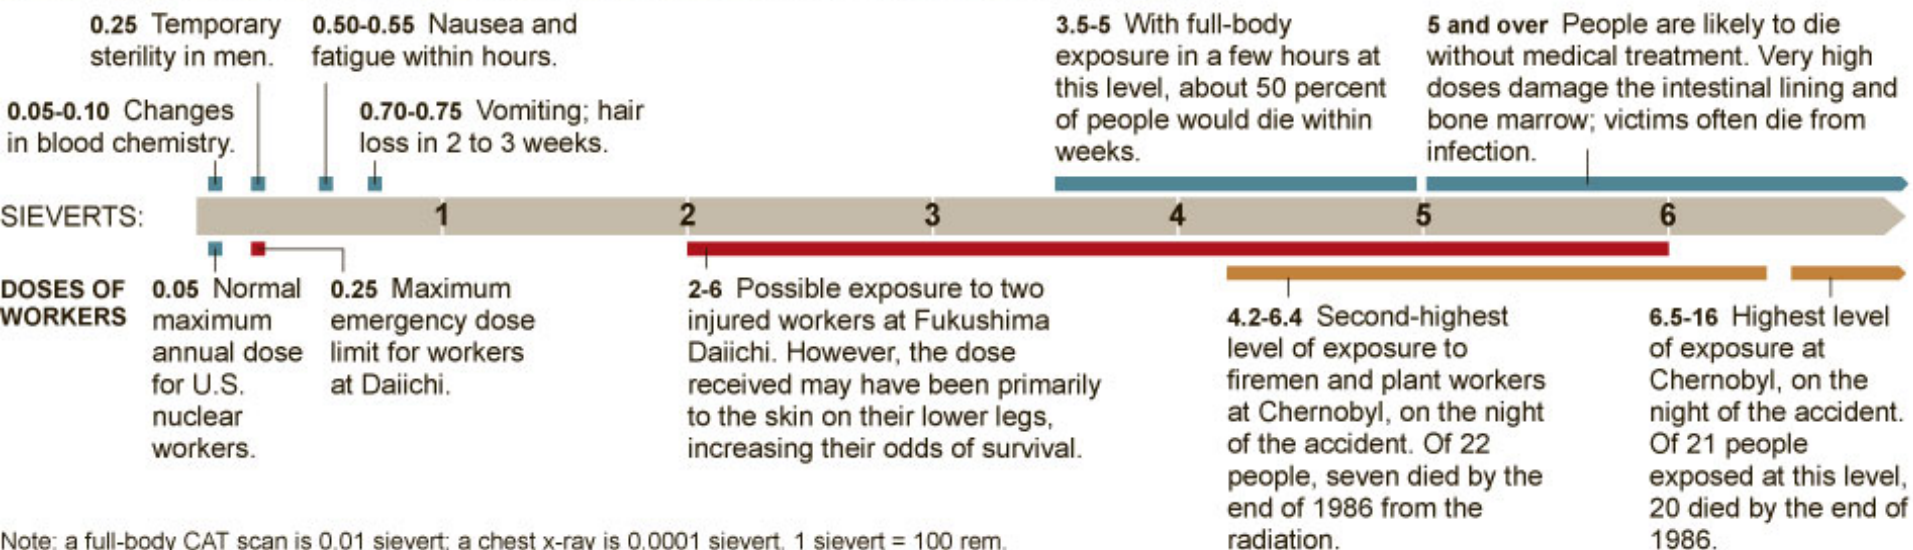 0.25 Temporary
sterility in men.
0.50-0.55 Nausea and
fatigue within hours.
0.05-0.10 Changes
in blood chemistry.
0.70-0.75 Vomiting; hair
loss in 2 to 3 weeks.
3.5-5 With full-body
exposure in a few hours at
this level, about 50 percent
of people would die within
weeks.
5 and over People are likely to die
without medical treatment. Very high
doses damage the intestinal lining and
bone marrow; victims often die from
infection.
SIEVERTS: 1 2 3 4 5 6
DOSES OF
WORKERS
0.05 Normal
maximum
annual dose
for U.S.
nuclear
workers.
0.25 Maximum
emergency dose
limit for workers
at Daiichi.
2-6 Possible exposure to two
injured workers at Fukushima
Daiichi. However, the dose
received may have been primarily
to the skin on their lower legs,
increasing their odds of survival.
4.2-6.4 Second-highest
level of exposure to
firemen and plant workers
at Chernobyl, on the night
of the accident. Of 22
people, seven died by the
end of 1986 from the
radiation.
6.5-16 Highest level
of exposure at
Chernobyl, on the
night of the accident.
Of 21 people
exposed at this level,
20 died by the end of
1986.
Note: a full-body CAT scan is 0.01 sievert; a chest x-ray is 0.0001 sievert. 1 sievert = 100 rem.